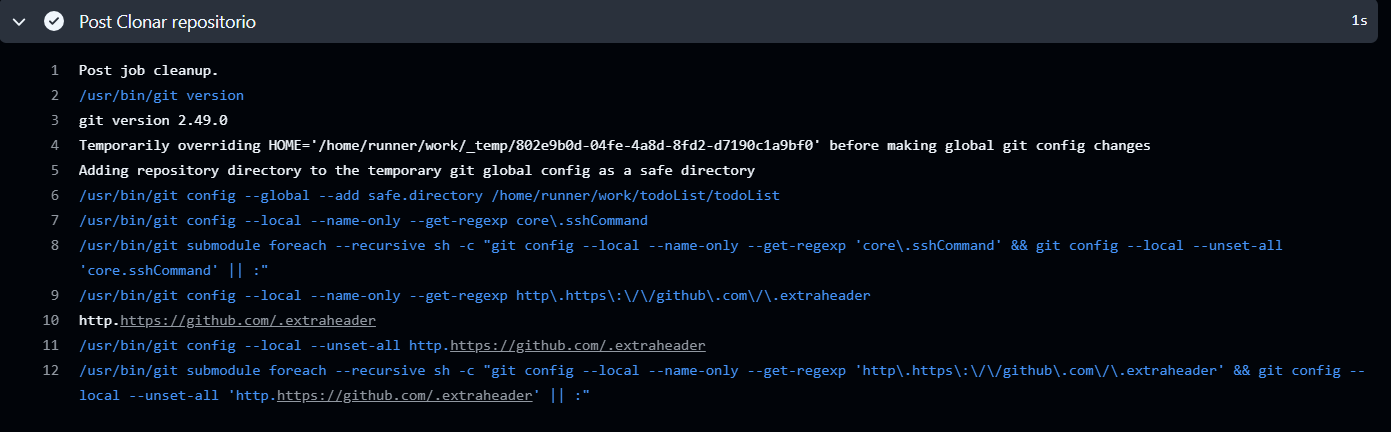 Post Clonar repositorio
1s
1 Post job cleanup.
2 /usr/bin/git version
3 git version 2.49.0
4 Temporarily overriding HOME='/home/runner/work/_temp/802e9b0d-04fe-4a8d-8fd2-d7190c1a9bf0' before making global git config changes
5 Adding repository directory to the temporary git global config as a safe directory
6 /usr/bin/git config --global --add safe.directory /home/runner/work/todoList/todoList
7 /usr/bin/git config --local --name-only --get-regexp core\.sshCommand
8 /usr/bin/git submodule foreach --recursive sh -c "git config --local --name-only --get-regexp 'core\.sshCommand' && git config --local --unset-all
'core.sshCommand' || :"
9 /usr/bin/git config --local --name-only --get-regexp http\.https\:\/\/github\.com\/\.extraheader
10 http.https://github.com/.extraheader
11 /usr/bin/git config --local --unset-all http.https://github.com/.extraheader
12 /usr/bin/git submodule foreach --recursive sh -c "git config --local --name-only --get-regexp 'http\.https\:\/\/github\.com\/\.extraheader' && git config --
local --unset-all 'http.https://github.com/.extraheader' || :"